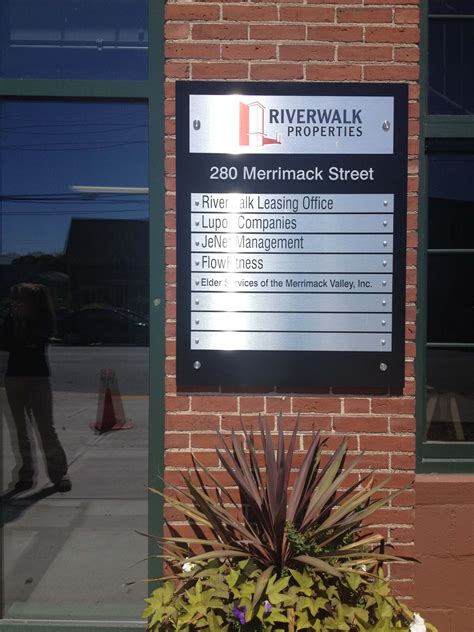 RIVERWALK
PROPERTIES
280 Merrimack Street
Riverwalk Leasing Office
Lupoli Companies
JeNet Management
FlowFitness
Elder Services of the Merrimack Valley, Inc.